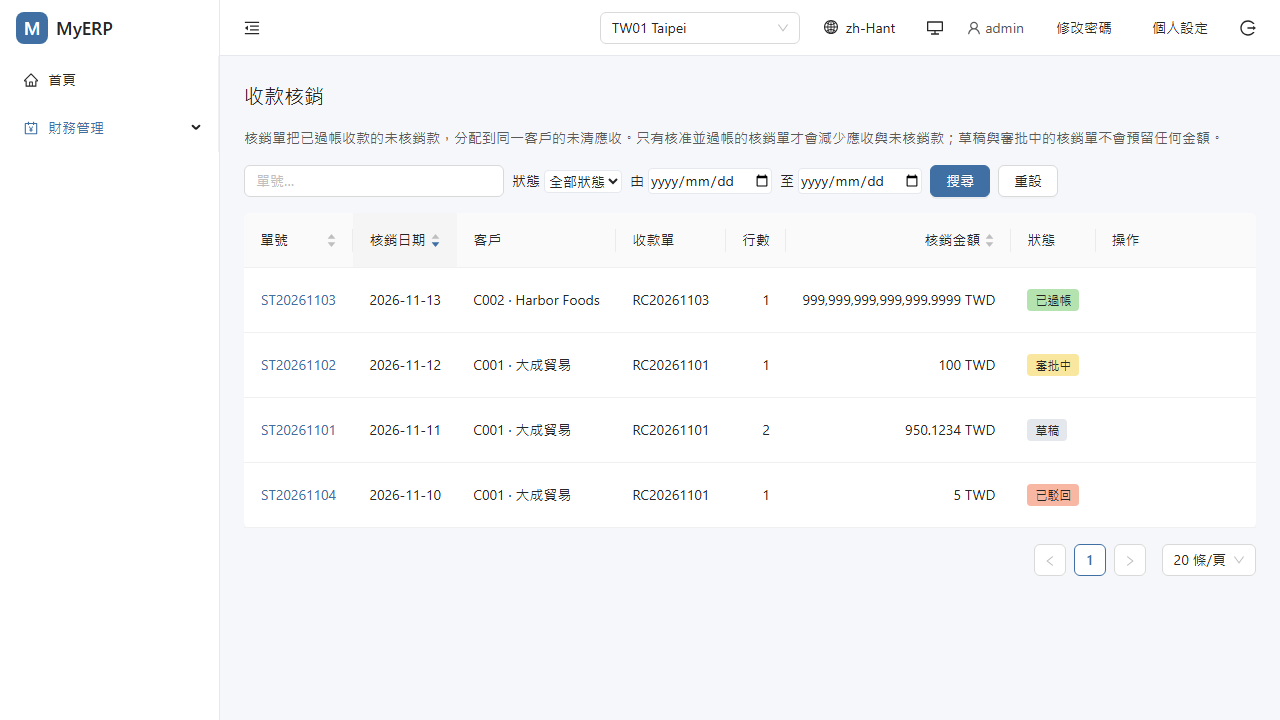 M MyERP
TW01 Taipei
zh-Hant
admin
修改密碼
個人設定
首頁
財務管理
收款核銷
核銷單把已過帳收款的未核銷款，分配到同一客戶的未清應收。只有核准並過帳的核銷單才會減少應收與未核銷款；草稿與審批中的核銷單不會預留任何金額。
單號... 狀態 全部狀態 由 yyyy/mm/dd 至 yyyy/mm/dd 搜尋 重設
單號 核銷日期 客戶 收款單 行數 核銷金額 狀態 操作
ST20261103 2026-11-13 C002 · Harbor Foods RC20261103 1 999,999,999,999,999.9999 TWD 已過帳
ST20261102 2026-11-12 C001 · 大成貿易 RC20261101 1 100 TWD 審批中
ST20261101 2026-11-11 C001 · 大成貿易 RC20261101 2 950.1234 TWD 草稿
ST20261104 2026-11-10 C001 · 大成貿易 RC20261101 1 5 TWD 已駁回
1 20 條/頁